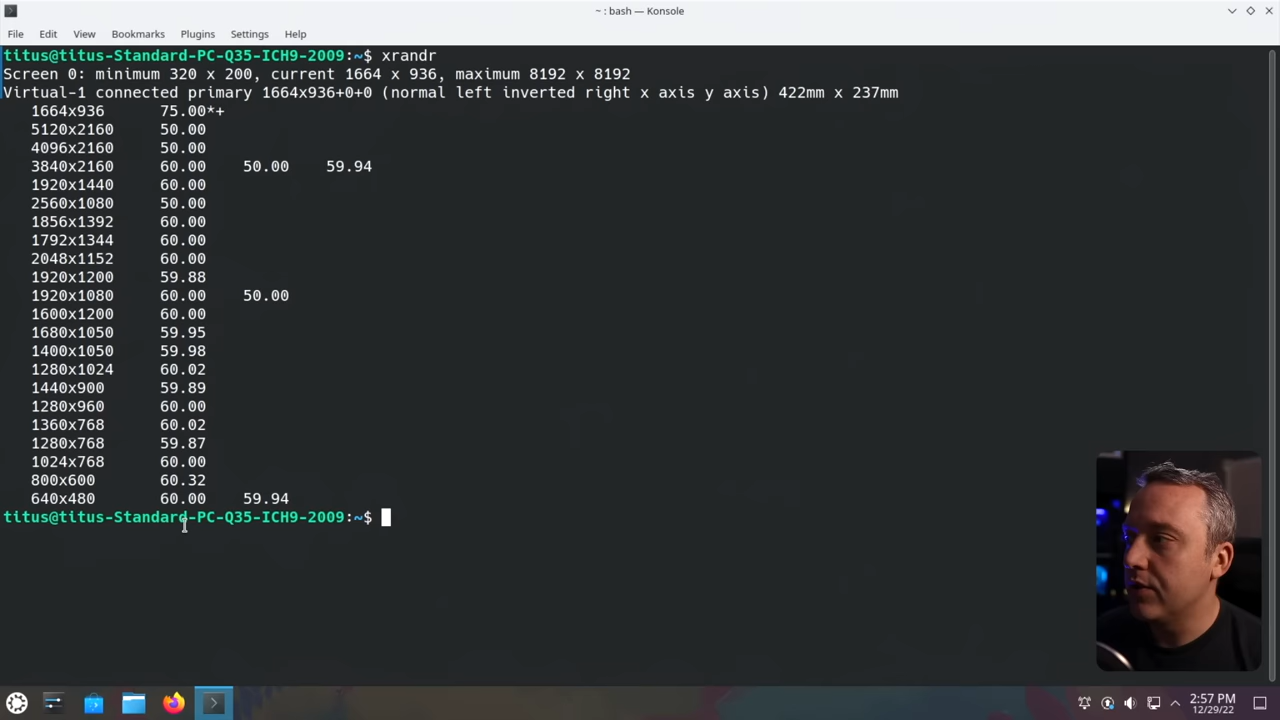 ~ : bash — Konsole
File Edit View Bookmarks Plugins Settings Help
titus@titus-Standard-PC-Q35-ICH9-2009:~$ xrandr
Screen 0: minimum 320 x 200, current 1664 x 936, maximum 8192 x 8192
Virtual-1 connected primary 1664x936+0+0 (normal left inverted right x axis y axis) 422mm x 237mm
1664x936 75.00*+
5120x2160 50.00
4096x2160 50.00
3840x2160 60.00 50.00 59.94
1920x1440 60.00
2560x1080 50.00
1856x1392 60.00
1792x1344 60.00
2048x1152 60.00
1920x1200 59.88
1920x1080 60.00 50.00
1600x1200 60.00
1680x1050 59.95
1400x1050 59.98
1280x1024 60.02
1440x900 59.89
1280x960 60.00
1360x768 60.02
1280x768 59.87
1024x768 60.00
800x600 60.32
640x480 60.00 59.94
titus@titus-Standard-PC-Q35-ICH9-2009:~$
2:57 PM
12/29/22